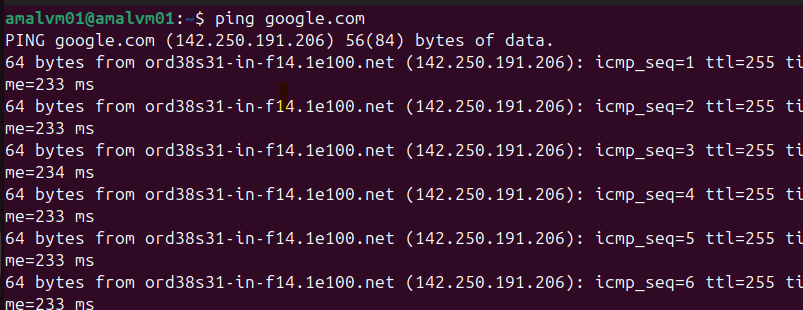 amalvm01@amalvm01:~$ ping google.com
PING google.com (142.250.191.206) 56(84) bytes of data.
64 bytes from ord38s31-in-f14.1e100.net (142.250.191.206): icmp_seq=1 ttl=255 ti
me=233 ms
64 bytes from ord38s31-in-f14.1e100.net (142.250.191.206): icmp_seq=2 ttl=255 ti
me=233 ms
64 bytes from ord38s31-in-f14.1e100.net (142.250.191.206): icmp_seq=3 ttl=255 ti
me=234 ms
64 bytes from ord38s31-in-f14.1e100.net (142.250.191.206): icmp_seq=4 ttl=255 ti
me=233 ms
64 bytes from ord38s31-in-f14.1e100.net (142.250.191.206): icmp_seq=5 ttl=255 ti
me=233 ms
64 bytes from ord38s31-in-f14.1e100.net (142.250.191.206): icmp_seq=6 ttl=255 ti
me=233 ms